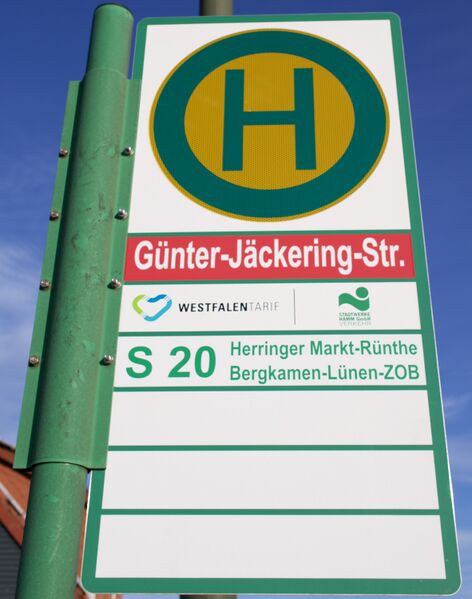 H
Günter-Jäckering-Str.
WESTFALENTARIF
STADTWERKE
HAMM GmbH
VERKEHR
S 20
Herringer Markt-Rünthe
Bergkamen-Lünen-ZOB